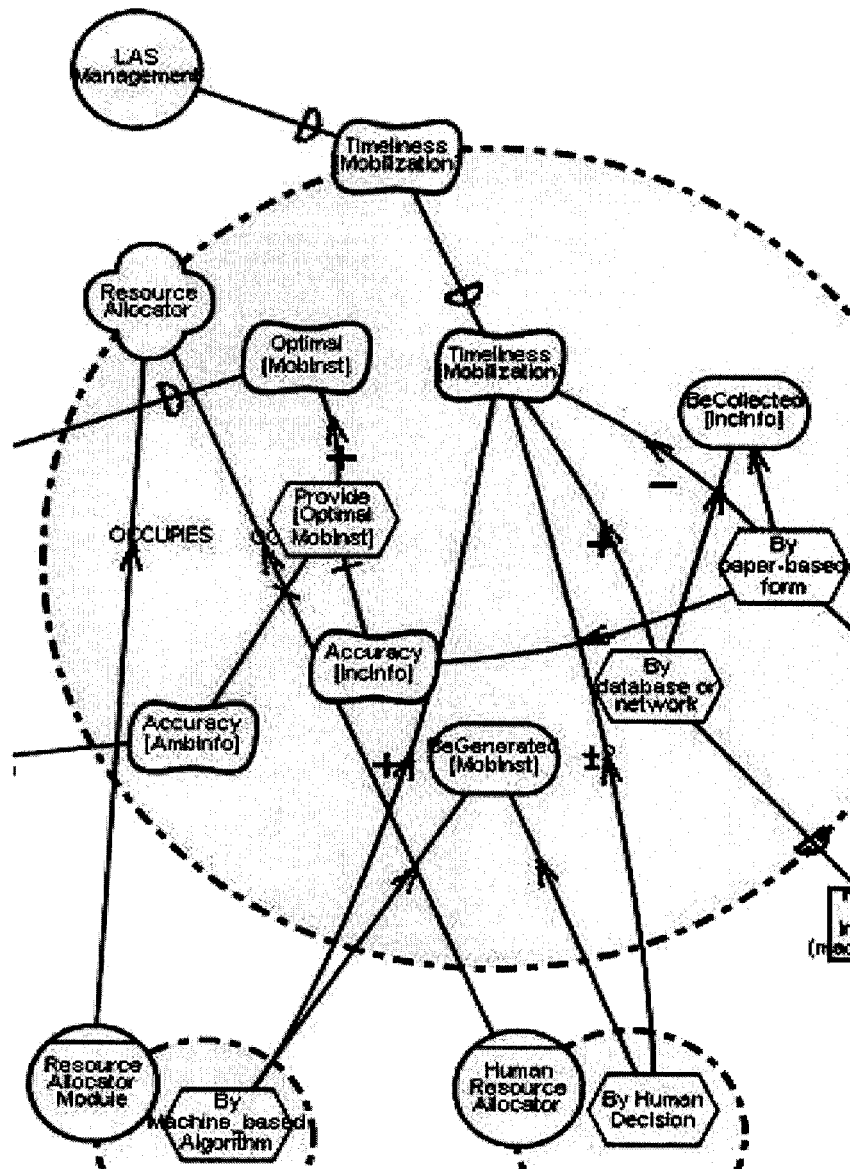 LAS
Management
Timeliness
[Mobilization]
Resource
Allocator
Optimal
[MobInst]
Timeliness
[Mobilization]
BeCollected
[IncInfo]
+
−
Provide
[Optimal
MobInst]
OCCUPIES
+
By
paper-based
form
Accuracy
[IncInfo]
By
database or
network
Accuracy
[AmbInfo]
BeGenerated
[MobInst]
+
±
Resource
Allocator
Module
By
Machine_based
Algorithm
Human
Resource
Allocator
By Human
Decision